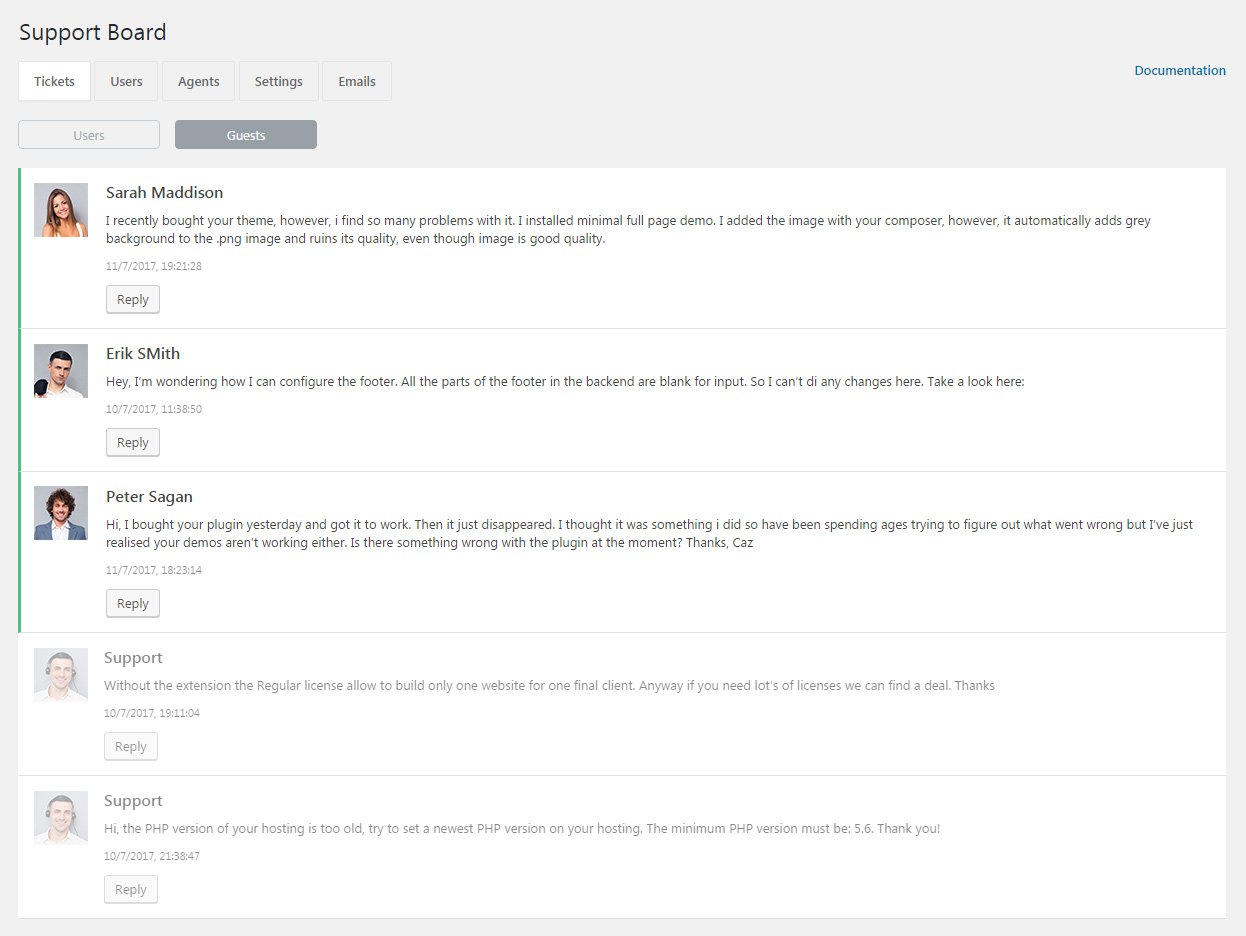 Support Board
Tickets
Users
Agents
Settings
Emails
Documentation
Users
Guests
Sarah Maddison
I recently bought your theme, however, i find so many problems with it. I installed minimal full page demo. I added the image with your composer, however, it automatically adds grey
background to the .png image and ruins its quality, even though image is good quality.
11/7/2017, 19:21:28
Reply
Erik SMith
Hey, I'm wondering how I can configure the footer. All the parts of the footer in the backend are blank for input. So I can't di any changes here. Take a look here:
10/7/2017, 11:38:50
Reply
Peter Sagan
Hi, I bought your plugin yesterday and got it to work. Then it just disappeared. I thought it was something i did so have been spending ages trying to figure out what went wrong but I've just
realised your demos aren't working either. Is there something wrong with the plugin at the moment? Thanks, Caz
11/7/2017, 18:23:14
Reply
Support
Without the extension the Regular license allow to build only one website for one final client. Anyway if you need lot's of licenses we can find a deal. Thanks
10/7/2017, 19:11:04
Reply
Support
Hi, the PHP version of your hosting is too old, try to set a newest PHP version on your hosting. The minimum PHP version must be: 5.6. Thank you!
10/7/2017, 21:38:47
Reply